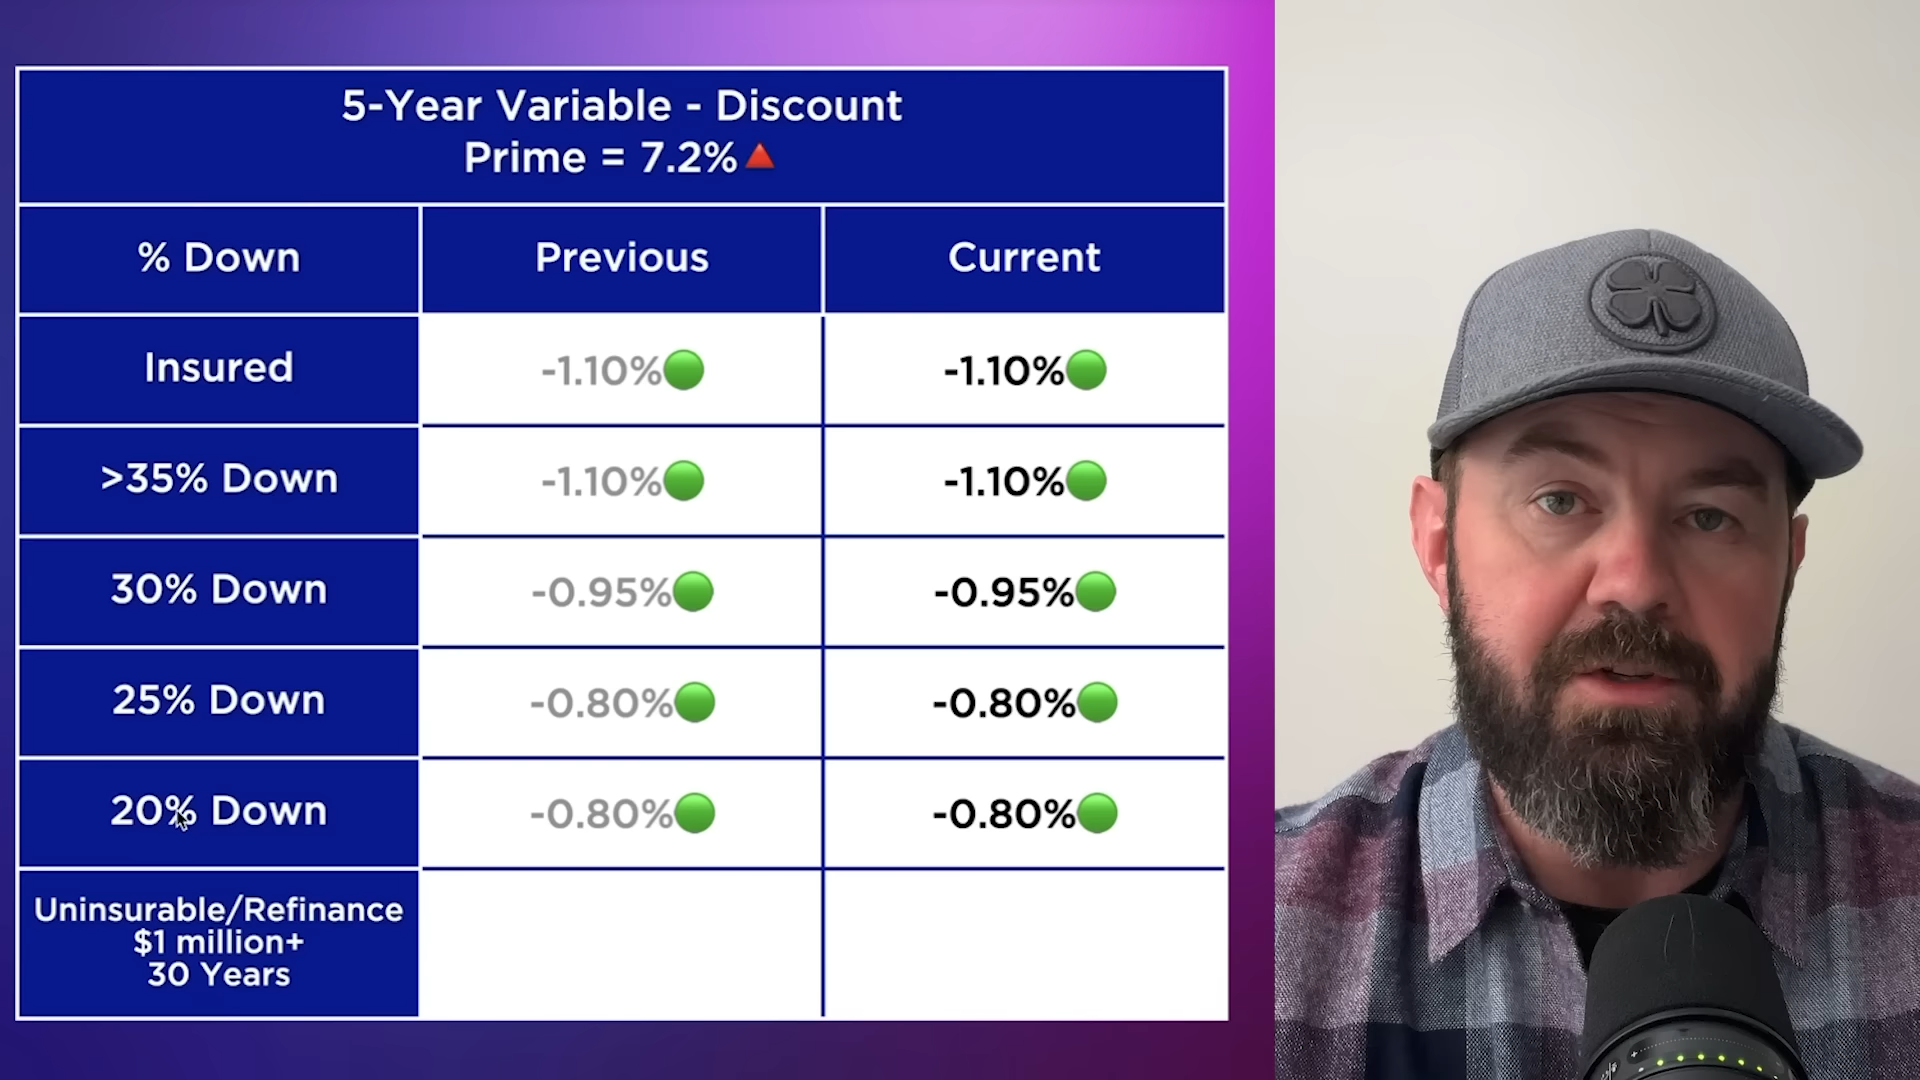 5-Year Variable - Discount
Prime = 7.2%🔺
% Down
Previous
Current
Insured
-1.10%🟢
-1.10%🟢
>35% Down
-1.10%🟢
-1.10%🟢
30% Down
-0.95%🟢
-0.95%🟢
25% Down
-0.80%🟢
-0.80%🟢
20% Down
-0.80%🟢
-0.80%🟢
Uninsurable/Refinance
$1 million+
30 Years